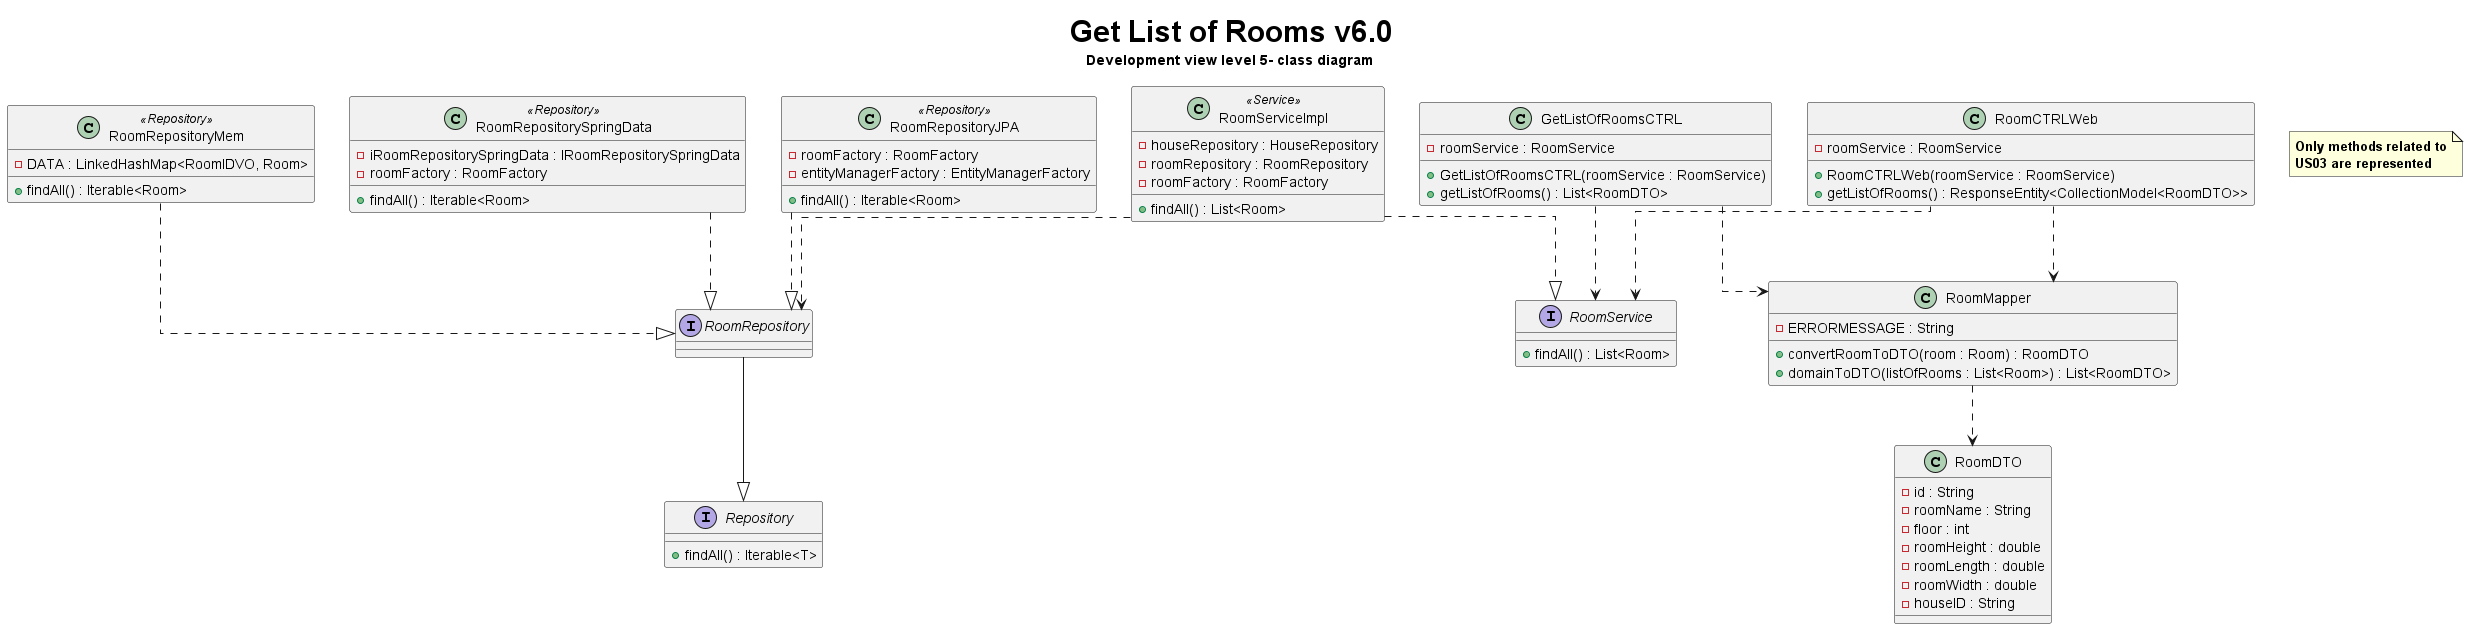 Get List of Rooms v6.0
Development view level 5- class diagram
«Repository»
C RoomRepositoryMem
DATA : LinkedHashMap<RoomIDVO, Room>
findAll() : Iterable<Room>
«Repository»
C RoomRepositorySpringData
iRoomRepositorySpringData : IRoomRepositorySpringData
roomFactory : RoomFactory
findAll() : Iterable<Room>
«Repository»
C RoomRepositoryJPA
roomFactory : RoomFactory
entityManagerFactory : EntityManagerFactory
findAll() : Iterable<Room>
«Service»
C RoomServiceImpl
houseRepository : HouseRepository
roomRepository : RoomRepository
roomFactory : RoomFactory
findAll() : List<Room>
C GetListOfRoomsCTRL
roomService : RoomService
GetListOfRoomsCTRL(roomService : RoomService)
getListOfRooms() : List<RoomDTO>
C RoomCTRLWeb
roomService : RoomService
RoomCTRLWeb(roomService : RoomService)
getListOfRooms() : ResponseEntity<CollectionModel<RoomDTO>>
Only methods related to
US03 are represented
I RoomRepository
I RoomService
findAll() : List<Room>
C RoomMapper
ERRORMESSAGE : String
convertRoomToDTO(room : Room) : RoomDTO
domainToDTO(listOfRooms : List<Room>) : List<RoomDTO>
I Repository
findAll() : Iterable<T>
C RoomDTO
id : String
roomName : String
floor : int
roomHeight : double
roomLength : double
roomWidth : double
houseID : String